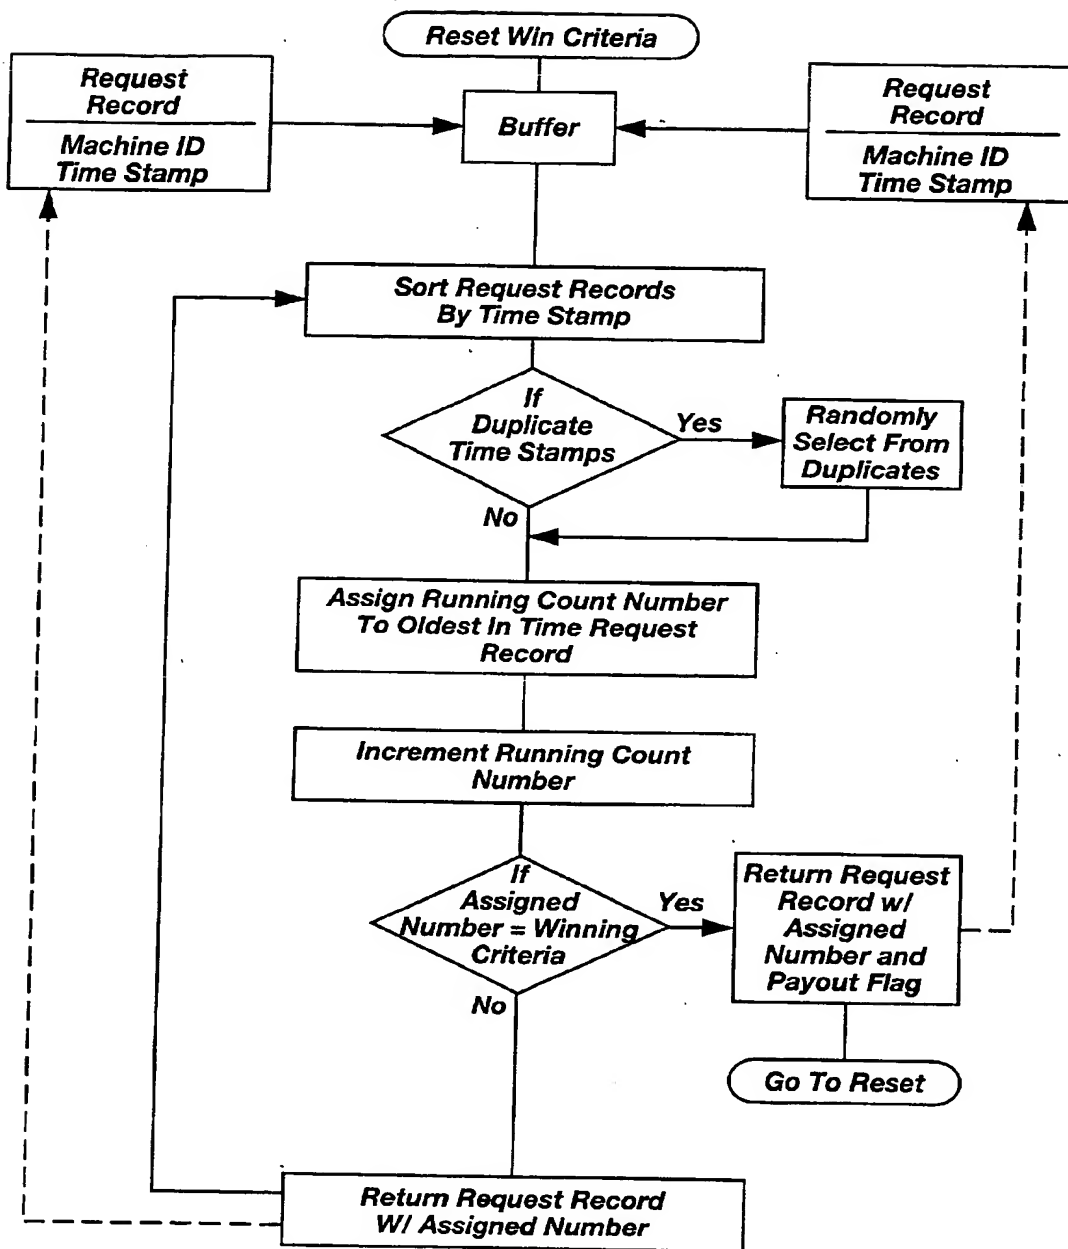 Reset Win Criteria
Request
Record
Machine ID
Time Stamp
Buffer
Request
Record
Machine ID
Time Stamp
Sort Request Records
By Time Stamp
If
Duplicate
Time Stamps
Yes
Randomly
Select From
Duplicates
No
Assign Running Count Number
To Oldest In Time Request
Record
Increment Running Count
Number
If
Assigned
Number = Winning
Criteria
Yes
Return Request
Record w/
Assigned
Number and
Payout Flag
No
Go To Reset
Return Request Record
W/ Assigned Number